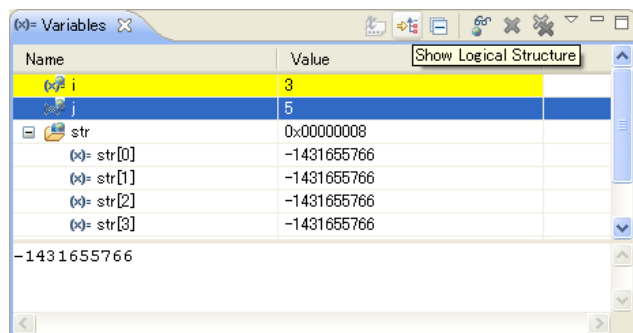 (x)= Variables
Show Logical Structure
Name Value
(x)= i 3
(x)= j 5
str 0x00000008
(x)= str[0] -1431655766
(x)= str[1] -1431655766
(x)= str[2] -1431655766
(x)= str[3] -1431655766
-1431655766